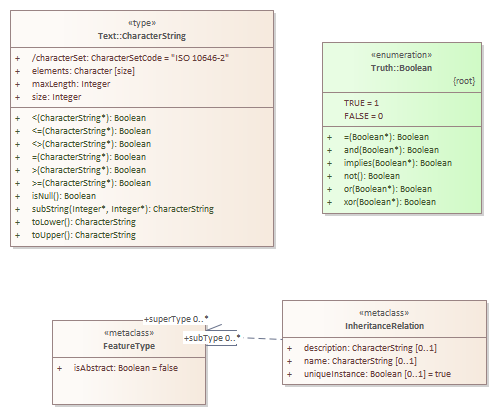 «type»
Text::CharacterString
+ /characterSet: CharacterSetCode = "ISO 10646-2"
+ elements: Character [size]
+ maxLength: Integer
+ size: Integer
+ <(CharacterString*): Boolean
+ <=(CharacterString*): Boolean
+ <>(CharacterString*): Boolean
+ =(CharacterString*): Boolean
+ >(CharacterString*): Boolean
+ >=(CharacterString*): Boolean
+ isNull(): Boolean
+ subString(Integer*, Integer*): CharacterString
+ toLower(): CharacterString
+ toUpper(): CharacterString
«enumeration»
Truth::Boolean
{root}
TRUE = 1
FALSE = 0
+ =(Boolean*): Boolean
+ and(Boolean*): Boolean
+ implies(Boolean*): Boolean
+ not(): Boolean
+ or(Boolean*): Boolean
+ xor(Boolean*): Boolean
+superType 0..*
+subType 0..*
«metaclass»
FeatureType
+ isAbstract: Boolean = false
«metaclass»
InheritanceRelation
+ description: CharacterString [0..1]
+ name: CharacterString [0..1]
+ uniqueInstance: Boolean [0..1] = true